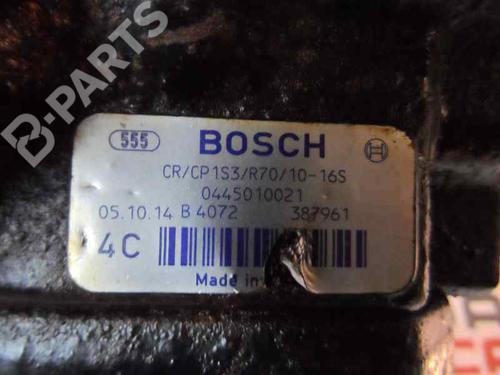 B-PARTS
555 BOSCH
CR/CP1S3/R70/10-16S
0445010021
05.10.14 B 4072 387961
4C
Made in